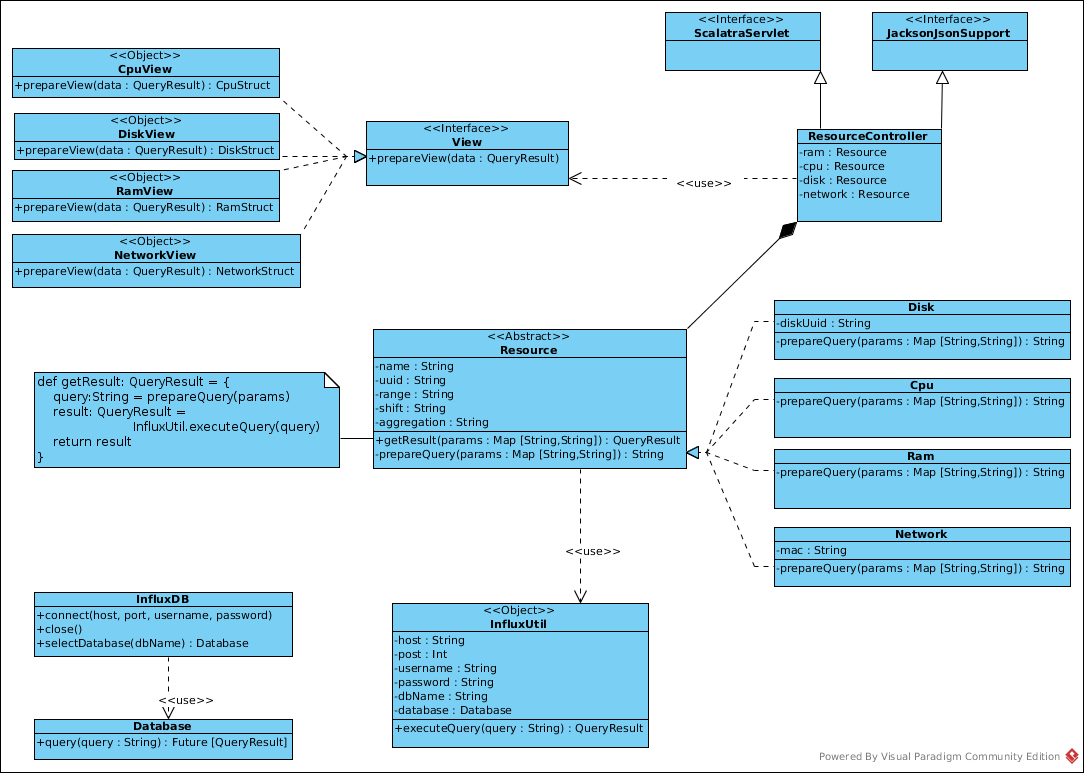 <<Interface>>
ScalatraServlet
<<Interface>>
JacksonJsonSupport
<<Object>>
CpuView
+prepareView(data : QueryResult) : CpuStruct
<<Object>>
DiskView
+prepareView(data : QueryResult) : DiskStruct
<<Object>>
RamView
+prepareView(data : QueryResult) : RamStruct
<<Object>>
NetworkView
+prepareView(data : QueryResult) : NetworkStruct
<<Interface>>
View
+prepareView(data : QueryResult)
<<use>>
ResourceController
-ram : Resource
-cpu : Resource
-disk : Resource
-network : Resource
<<Abstract>>
Resource
-name : String
-uuid : String
-range : String
-shift : String
-aggregation : String
+getResult(params : Map [String,String]) : QueryResult
-prepareQuery(params : Map [String,String]) : String
def getResult: QueryResult = {
query:String = prepareQuery(params)
result: QueryResult =
InfluxUtil.executeQuery(query)
return result
}
Disk
-diskUuid : String
-prepareQuery(params : Map [String,String]) : String
Cpu
-prepareQuery(params : Map [String,String]) : String
Ram
-prepareQuery(params : Map [String,String]) : String
Network
-mac : String
-prepareQuery(params : Map [String,String]) : String
<<use>>
InfluxDB
+connect(host, port, username, password)
+close()
+selectDatabase(dbName) : Database
<<use>>
Database
+query(query : String) : Future [QueryResult]
<<Object>>
InfluxUtil
-host : String
-post : Int
-username : String
-password : String
-dbName : String
-database : Database
+executeQuery(query : String) : QueryResult
Powered By Visual Paradigm Community Edition